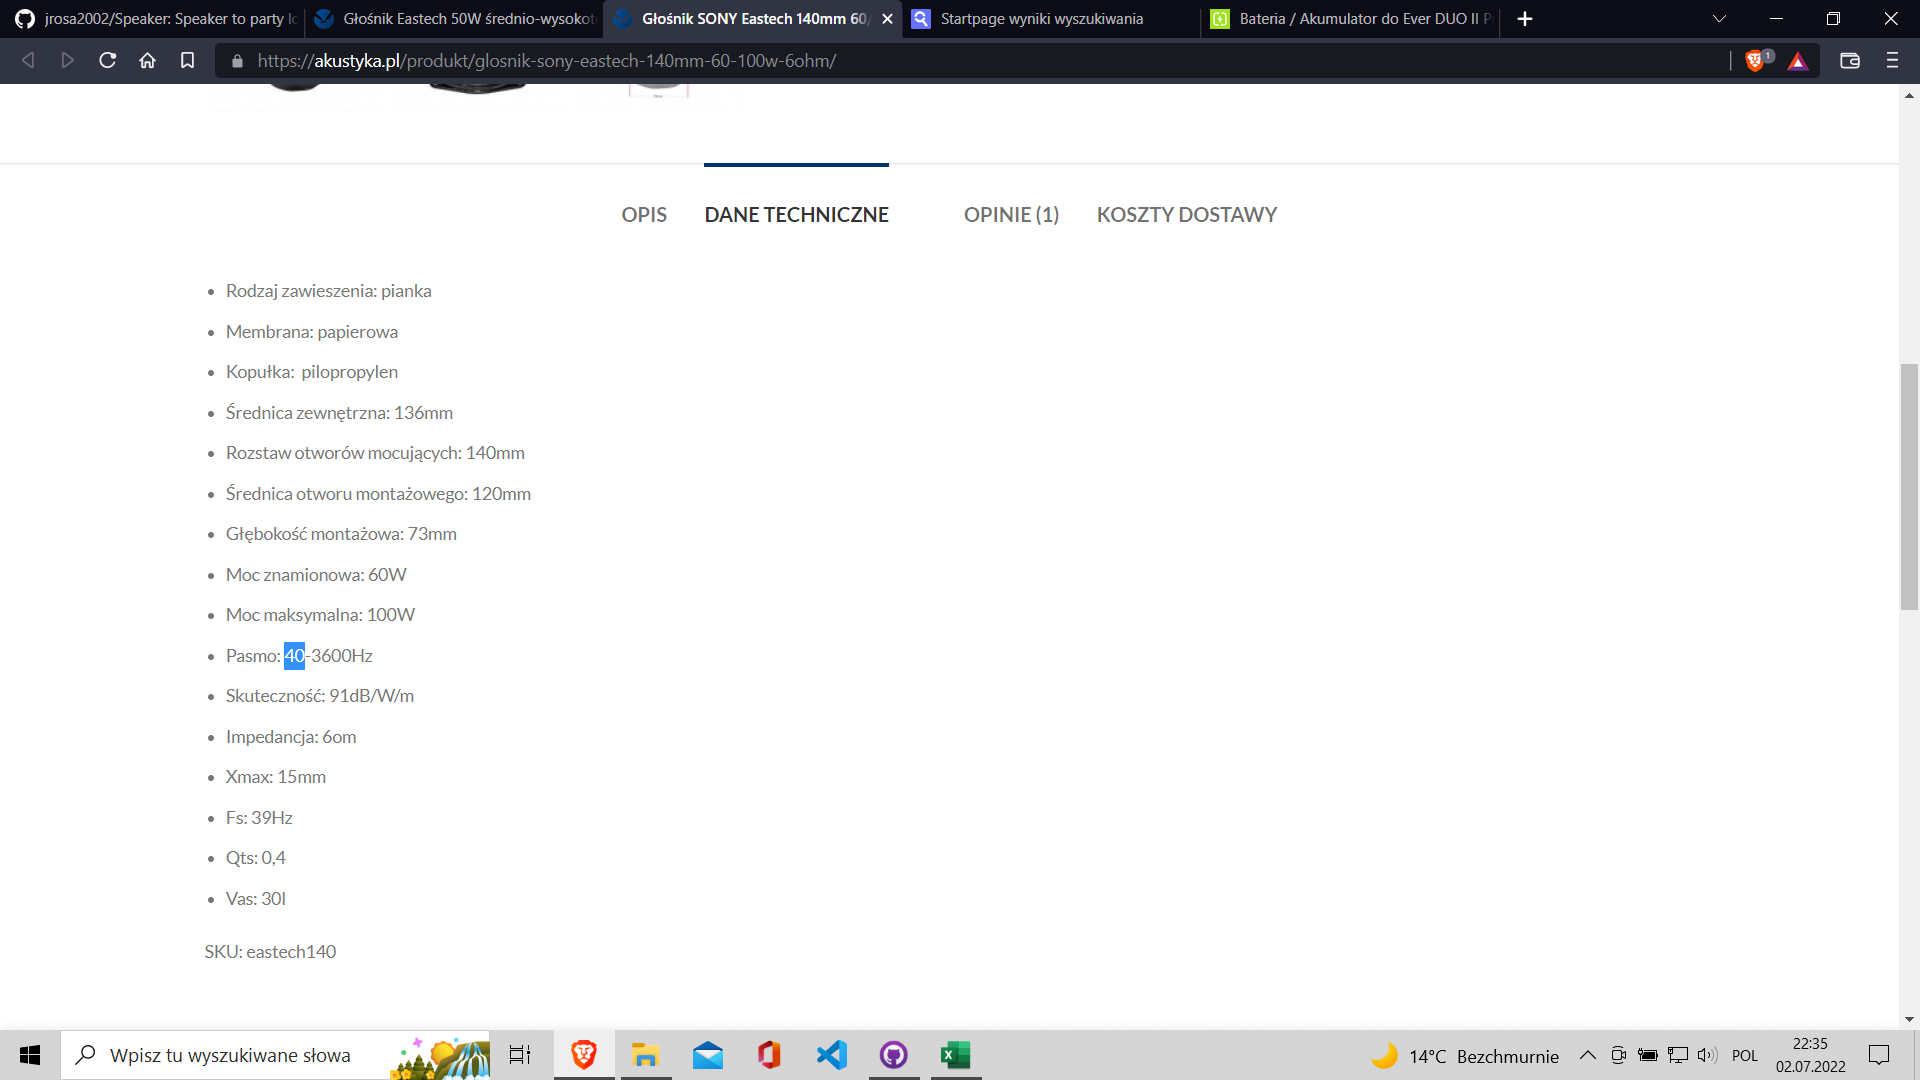 jrosa2002/Speaker: Speaker to party lo
Głośnik Eastech 50W średnio-wysokoto
Głośnik SONY Eastech 140mm 60/
Startpage wyniki wyszukiwania
Bateria / Akumulator do Ever DUO II P
https://akustyka.pl/produkt/glosnik-sony-eastech-140mm-60-100w-6ohm/
1
OPIS
DANE TECHNICZNE
OPINIE (1)
KOSZTY DOSTAWY
• Rodzaj zawieszenia: pianka
• Membrana: papierowa
• Kopułka: pilopropylen
• Średnica zewnętrzna: 136mm
• Rozstaw otworów mocujących: 140mm
• Średnica otworu montażowego: 120mm
• Głębokość montażowa: 73mm
• Moc znamionowa: 60W
• Moc maksymalna: 100W
• Pasmo: 40-3600Hz
• Skuteczność: 91dB/W/m
• Impedancja: 6om
• Xmax: 15mm
• Fs: 39Hz
• Qts: 0,4
• Vas: 30l
SKU: eastech140
Wpisz tu wyszukiwane słowa
14°C Bezchmurnie
POL
22:35
02.07.2022